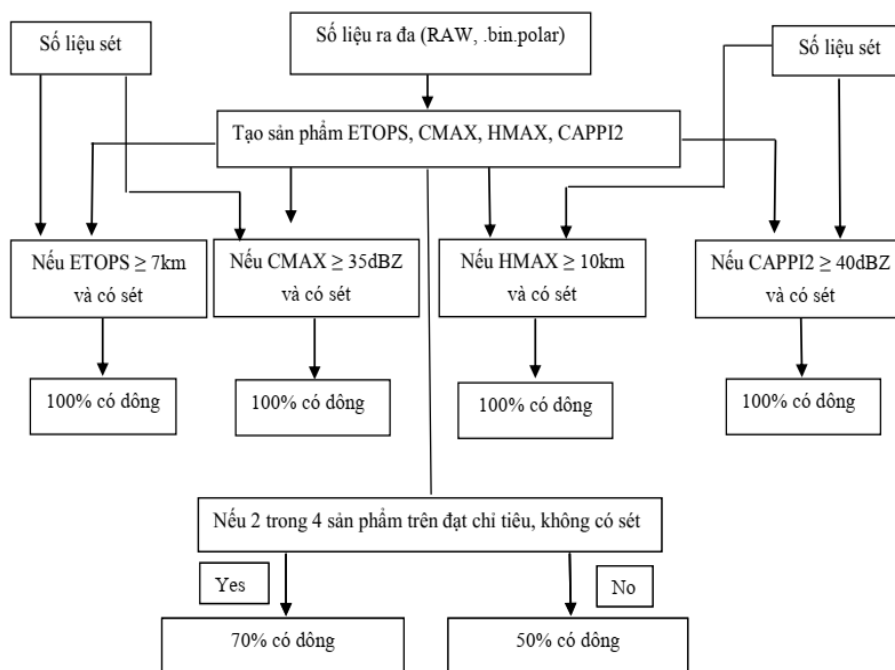 Số liệu sét
Số liệu ra đa (RAW, .bin.polar)
Số liệu sét
Tạo sản phẩm ETOPS, CMAX, HMAX, CAPPI2
Nếu ETOPS ≥ 7km
và có sét
Nếu CMAX ≥ 35dBZ
và có sét
Nếu HMAX ≥ 10km
và có sét
Nếu CAPPI2 ≥ 40dBZ
và có sét
100% có dông
100% có dông
100% có dông
100% có dông
Nếu 2 trong 4 sản phẩm trên đạt chỉ tiêu, không có sét
Yes
No
70% có dông
50% có dông